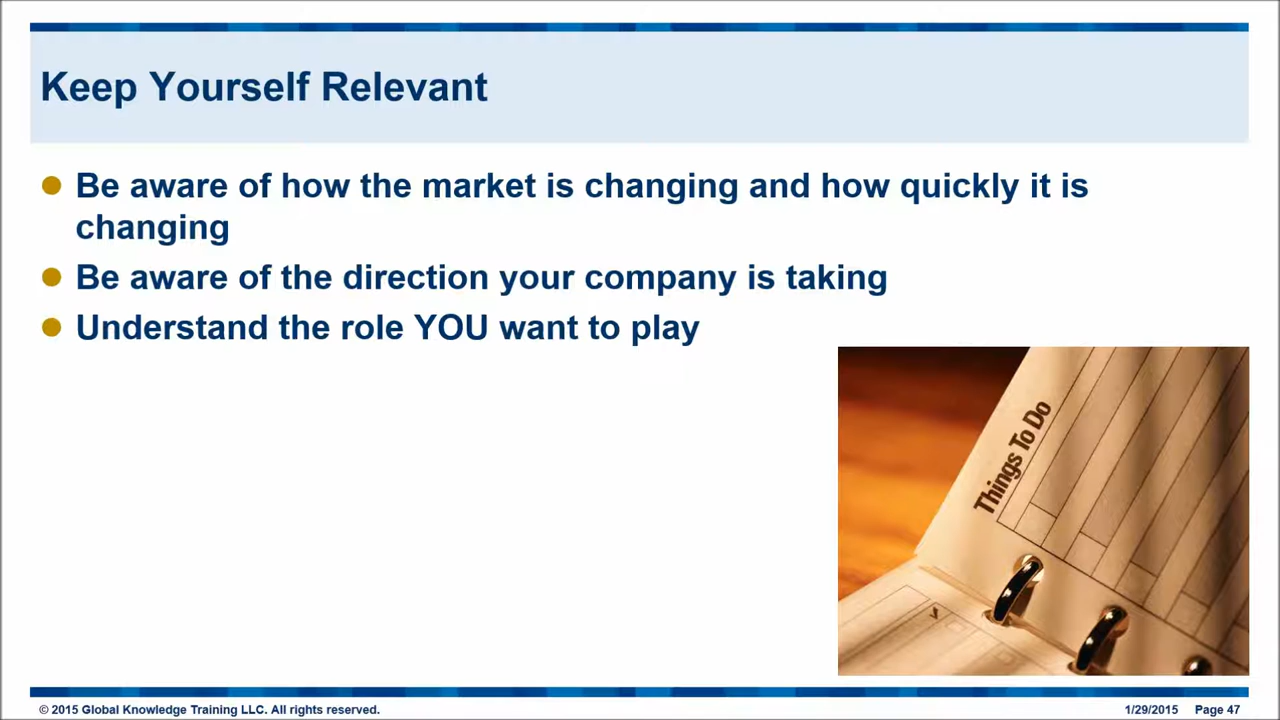 Keep Yourself Relevant
Be aware of how the market is changing and how quickly it is
changing
Be aware of the direction your company is taking
Understand the role YOU want to play
Things To Do
© 2015 Global Knowledge Training LLC. All rights reserved.
1/29/2015 Page 47